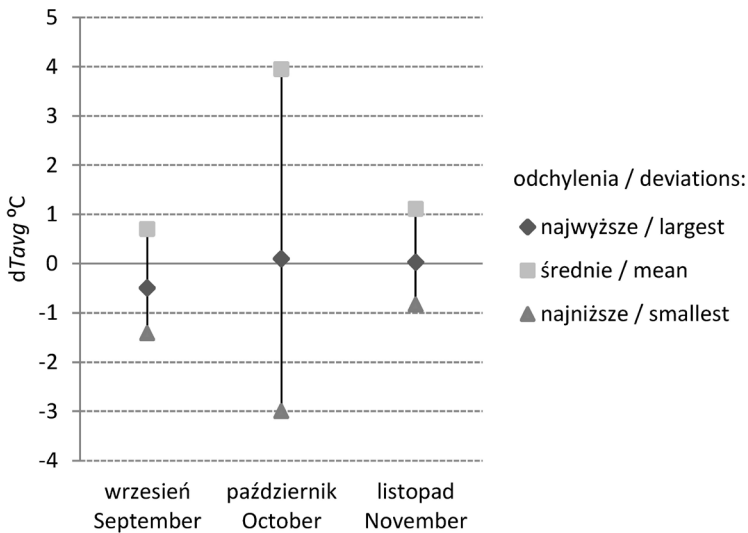 5
4
3
2
1
0
-1
-2
-3
-4
dTavg ºC
wrzesień
September
październik
October
listopad
November
odchylenia / deviations:
najwyższe / largest
średnie / mean
najniższe / smallest